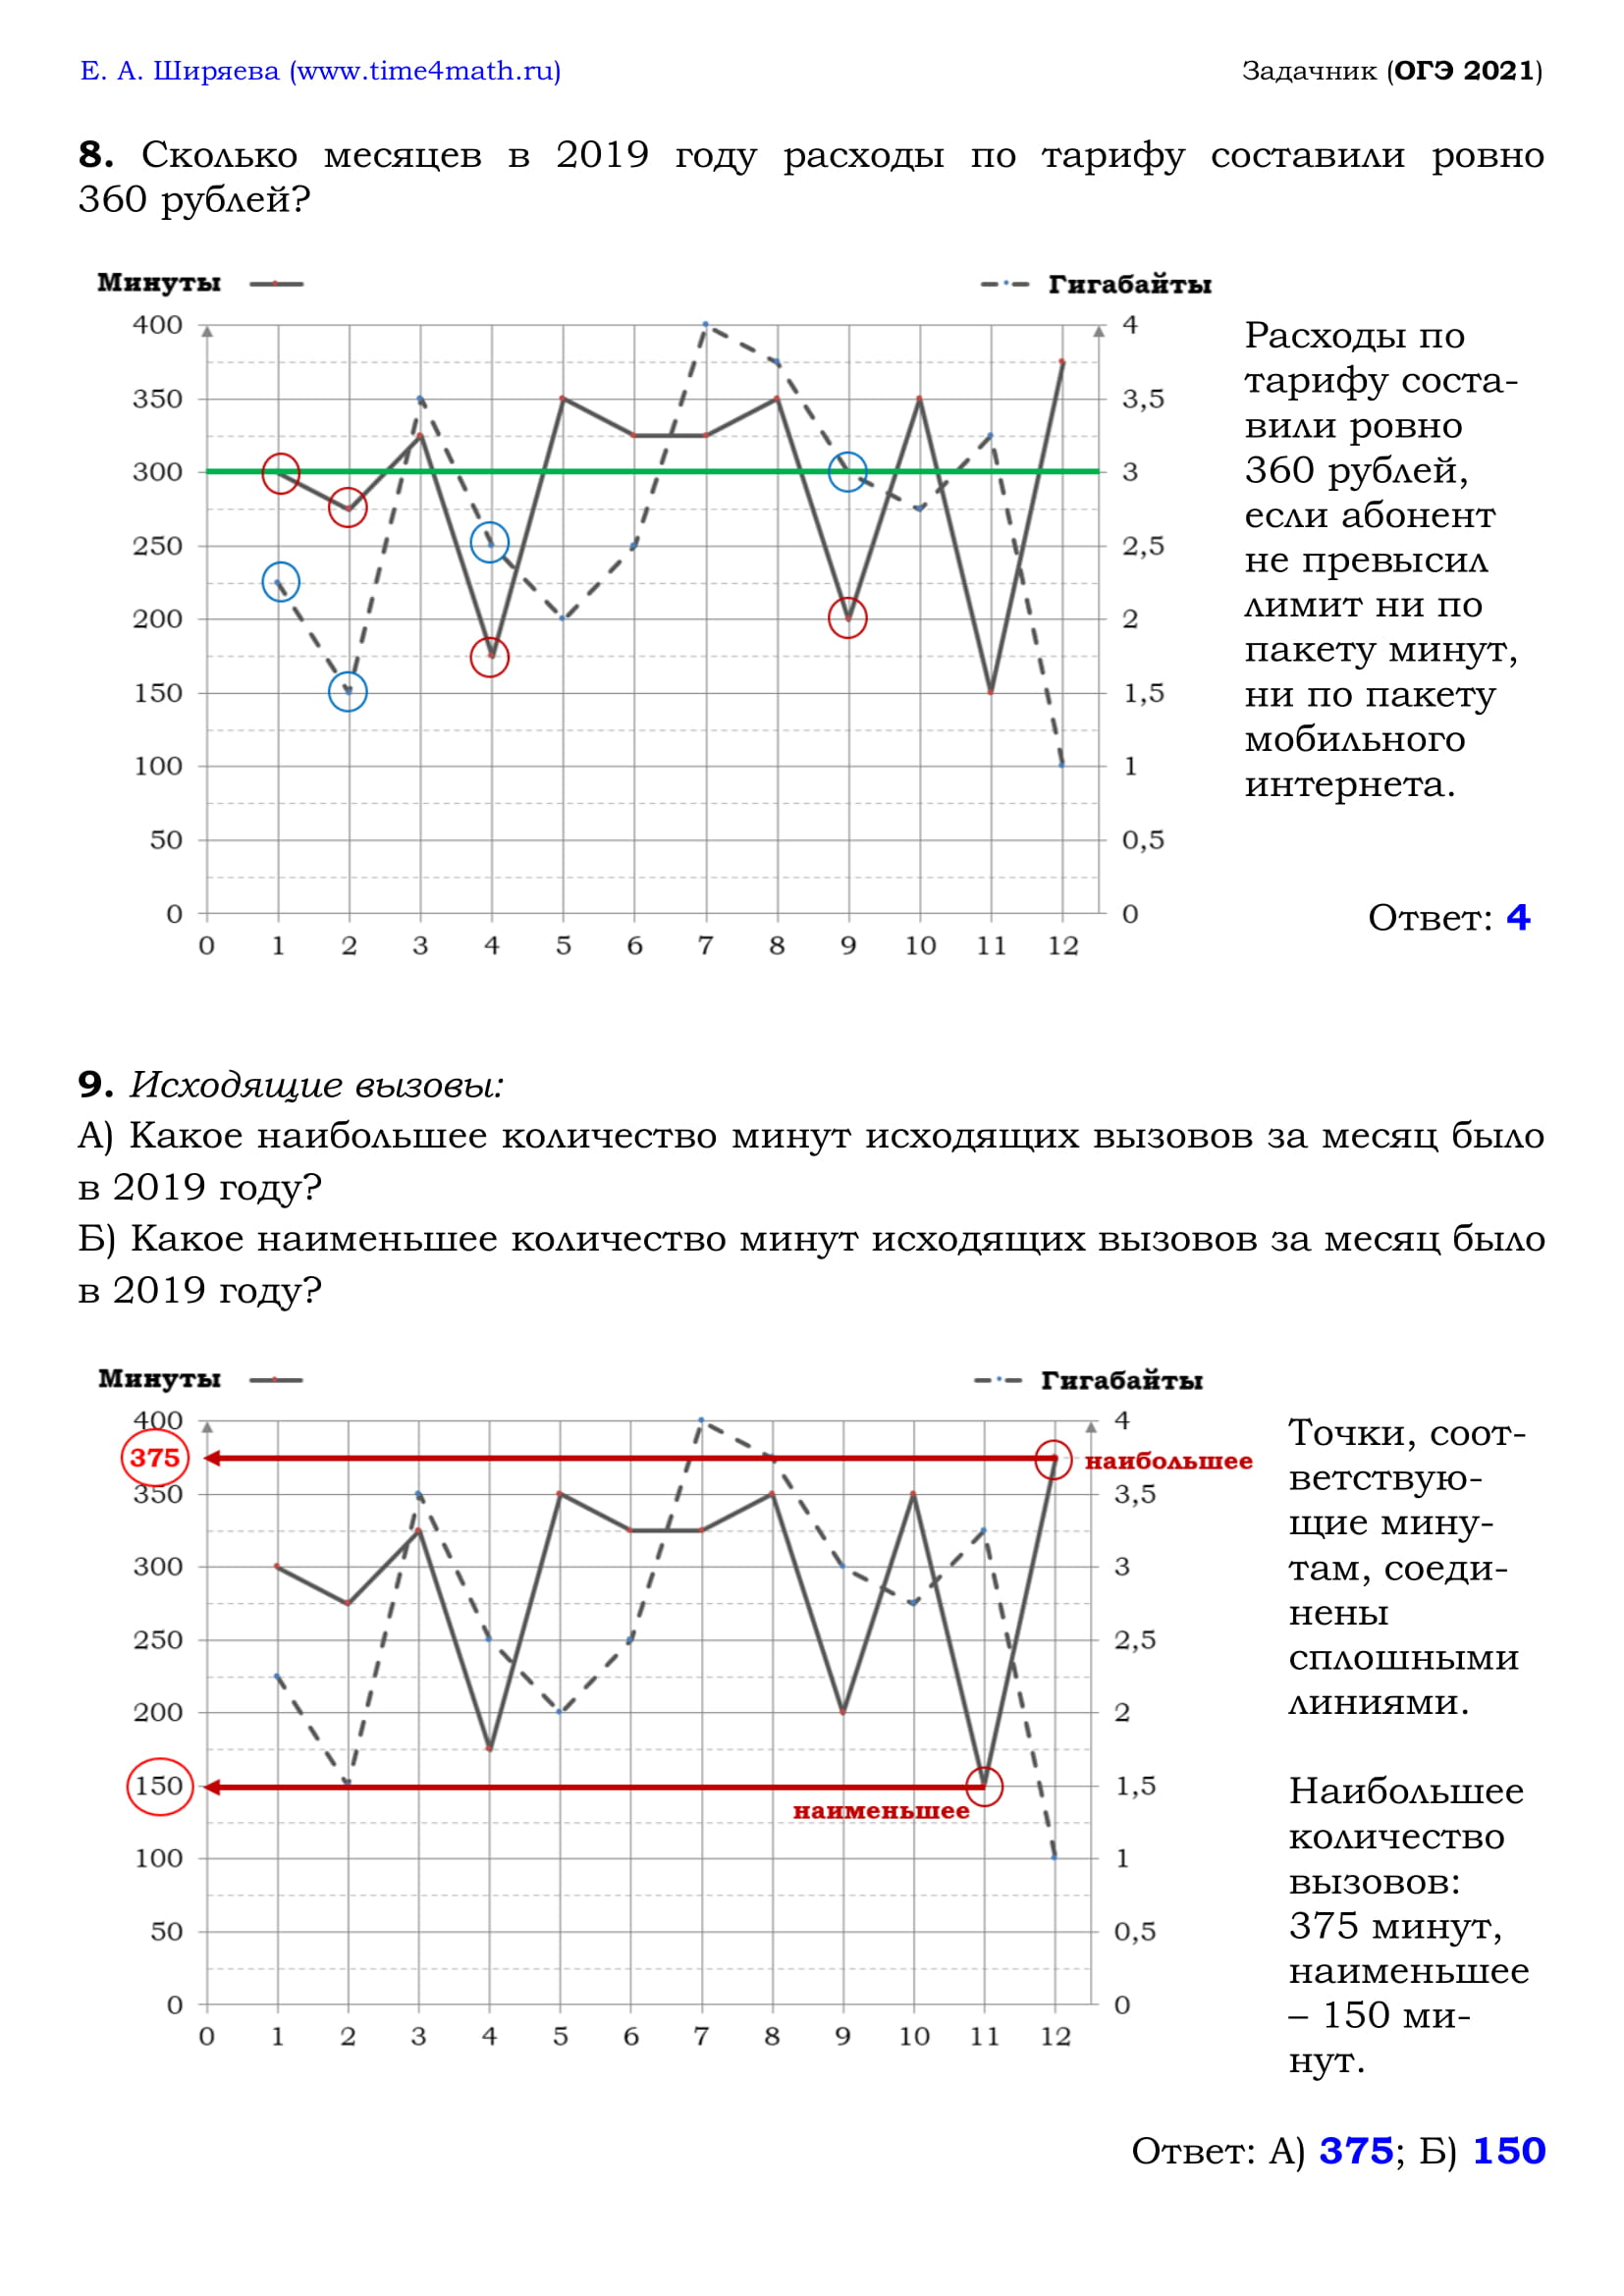 Е. А. Ширяева (www.time4math.ru)
Задачник (ОГЭ 2021)
8. Сколько месяцев в 2019 году расходы по тарифу составили ровно
360 рублей?
Минуты
Гигабайты
400
350
300
250
200
150
100
50
0
4
3,5
3
2,5
2
1,5
1
0,5
0
0 1 2 3 4 5 6 7 8 9 10 11 12
Расходы по
тарифу соста-
вили ровно
360 рублей,
если абонент
не превысил
лимит ни по
пакету минут,
ни по пакету
мобильного
интернета.
Ответ: 4
9. Исходящие вызовы:
А) Какое наибольшее количество минут исходящих вызовов за месяц было
в 2019 году?
Б) Какое наименьшее количество минут исходящих вызовов за месяц было
в 2019 году?
Минуты
Гигабайты
400
375
350
300
250
200
150
100
50
0
наибольшее
наименьшее
4
3,5
3
2,5
2
1,5
1
0,5
0
0 1 2 3 4 5 6 7 8 9 10 11 12
Точки, соот-
ветствую-
щие мину-
там, соеди-
нены
сплошными
линиями.
Наибольшее
количество
вызовов:
375 минут,
наименьшее
– 150 ми-
нут.
Ответ: А) 375; Б) 150